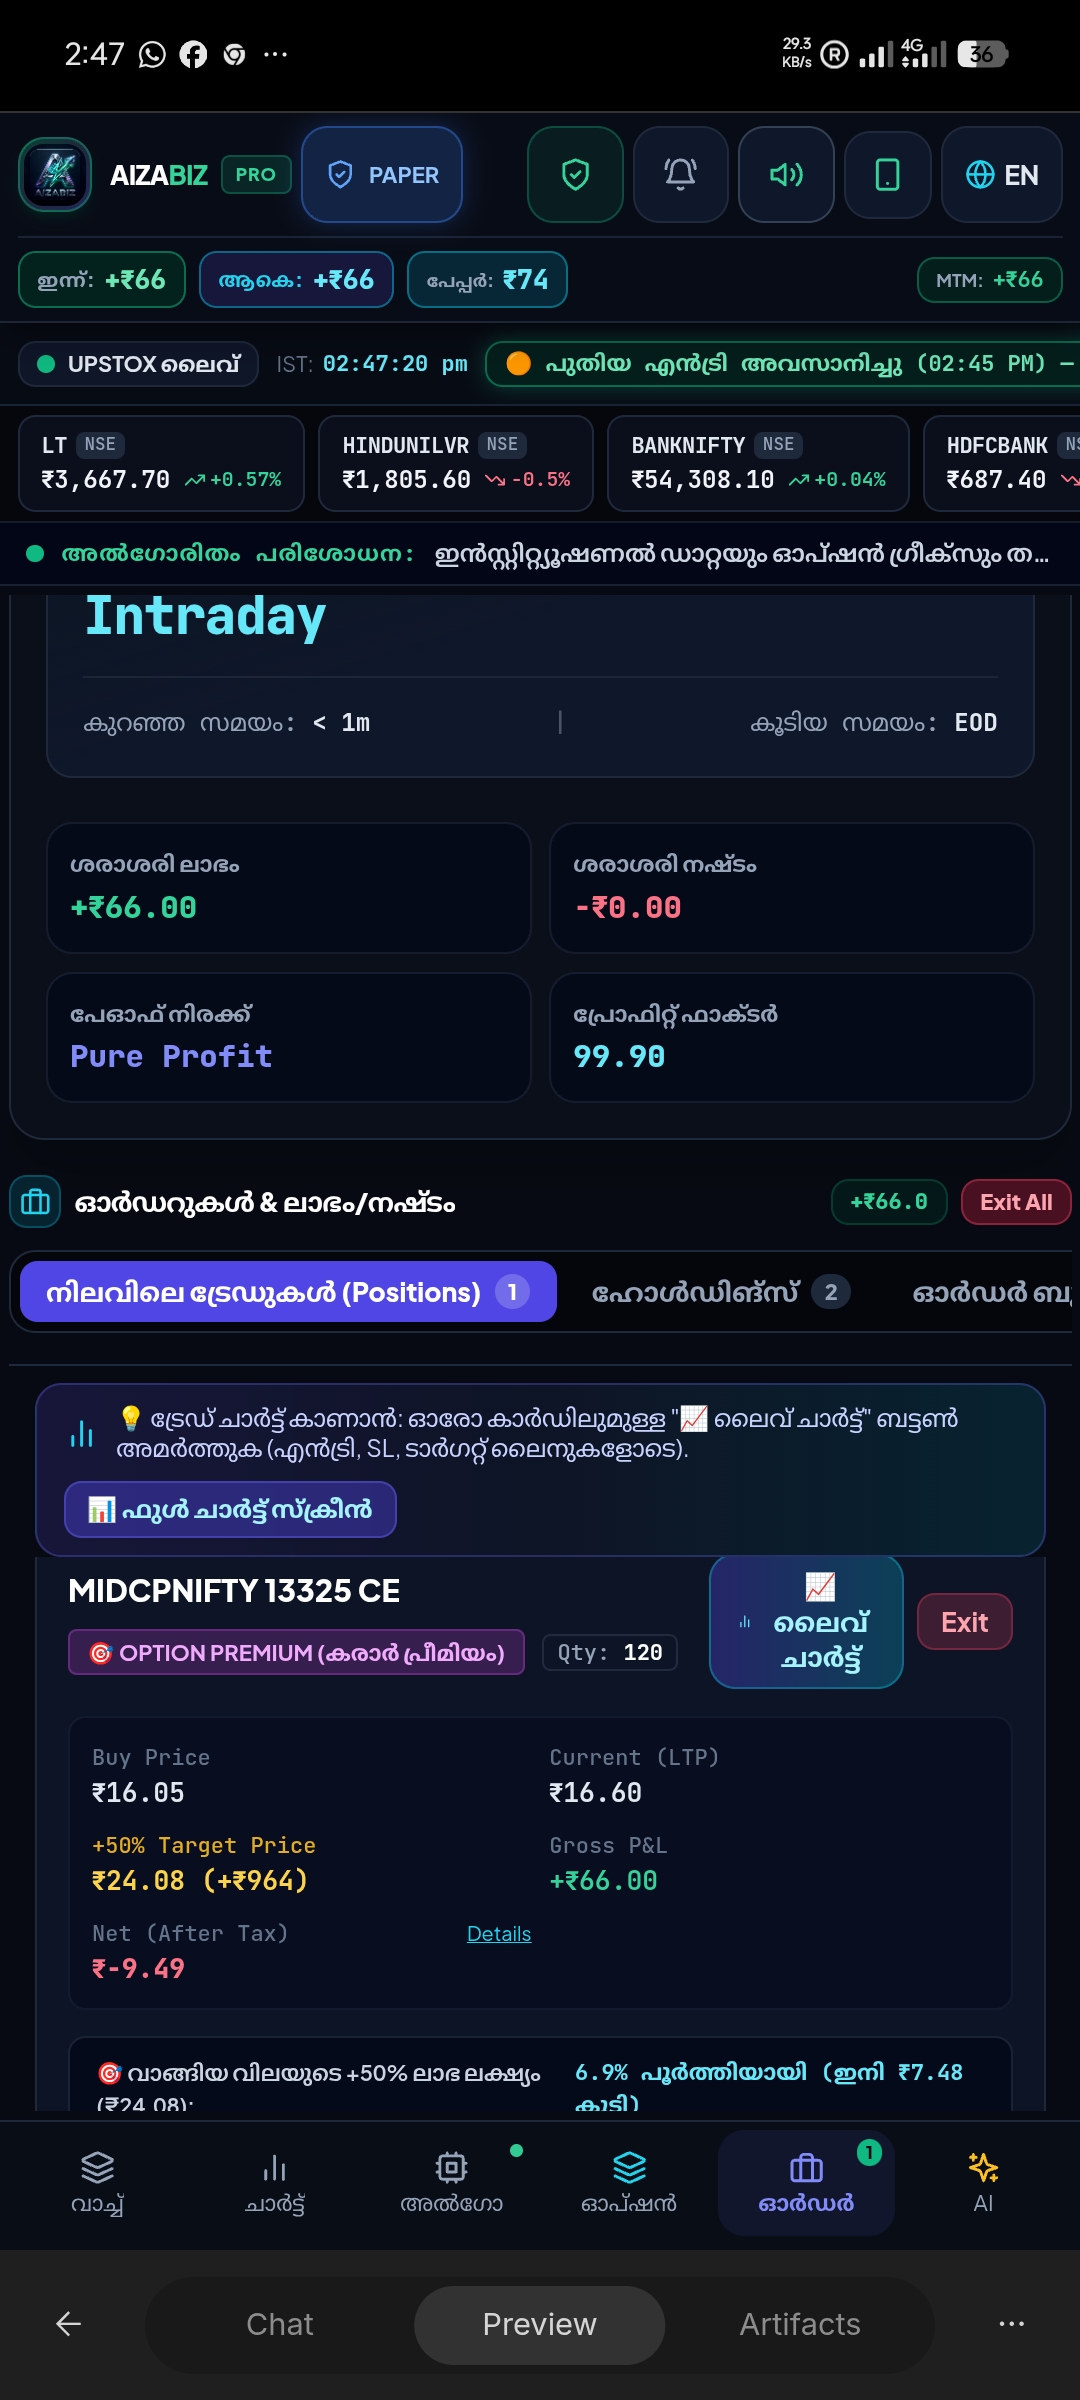 2:47
29.3 KB/s R 4G 36
AIZABIZ PRO PAPER EN
ഇന്ന്: +₹66 ആകെ: +₹66 പേപ്പർ: ₹74 MTM: +₹66
UPSTOX ലൈവ് IST: 02:47:20 pm 🟠 പുതിയ എൻട്രി അവസാനിച്ചു (02:45 PM) –
LT NSE HINDUNILVR NSE BANKNIFTY NSE HDFCBANK
₹3,667.70 +0.57% ₹1,805.60 -0.5% ₹54,308.10 +0.04% ₹687.40
അൽഗോരിതം പരിശോധന: ഇൻസ്റ്റിറ്റ്യൂഷണൽ ഡാറ്റയും ഓപ്ഷൻ ഗ്രീക്സും ത...
Intraday
കുറഞ്ഞ സമയം: < 1m | കൂടിയ സമയം: EOD
ശരാശരി ലാഭം ശരാശരി നഷ്ടം
+₹66.00 -₹0.00
പേഓഫ് നിരക്ക് പ്രോഫിറ്റ് ഫാക്ടർ
Pure Profit 99.90
ഓർഡറുകൾ & ലാഭം/നഷ്ടം +₹66.0 Exit All
നിലവിലെ ട്രേഡുകൾ (Positions) 1 ഹോൾഡിങ്സ് 2 ഓർഡർ
💡 ട്രേഡ് ചാർട്ട് കാണാൻ: ഓരോ കാർഡിലുമുള്ള "📈 ലൈവ് ചാർട്ട്" ബട്ടൺ
അമർത്തുക (എൻട്രി, SL, ടാർഗറ്റ് ലൈനുകളോടെ).
📊 ഫുൾ ചാർട്ട് സ്ക്രീൻ
MIDCPNIFTY 13325 CE
📈 ലൈവ് ചാർട്ട് Exit
🎯 OPTION PREMIUM (കരാർ പ്രീമിയം) Qty: 120
Buy Price Current (LTP)
₹16.05 ₹16.60
+50% Target Price Gross P&L
₹24.08 (+₹964) +₹66.00
Net (After Tax) Details
₹-9.49
🎯 വാങ്ങിയ വിലയുടെ +50% ലാഭ ലക്ഷ്യം
(₹24.08):
6.9% പൂർത്തിയായി (ഇനി ₹7.48
കൂടി)
വാച്ച് ചാർട്ട് അൽഗോ ഓപ്ഷൻ ഓർഡർ 1 AI
Chat Preview Artifacts